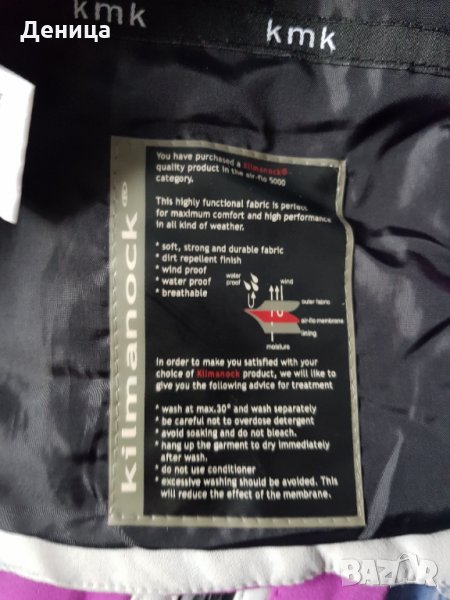 Деница
kmk
kmk
You have purchased a Kilmanock®-
quality product in the air-flo 5000
category.
This highly functional fabric is perfect
for maximum comfort and high performance
in all kind of weather.
* soft, strong and durable fabric
* dirt repellent finish
* wind proof
* water proof
* breathable
water
proof
wind
outer fabric
air-flo membrane
lining
moisture
In order to make you satisfied with your
choice of Kilmanock product, we will like to
give you the following advice for treatment
* wash at max.30° and wash separately
* be careful not to overdose detergent
* avoid soaking and do not bleach.
* hang up the garment to dry immediately
after wash.
* do not use conditioner
* excessive washing should be avoided. This
will reduce the effect of the membrane.
kilmanock®
BAZAR